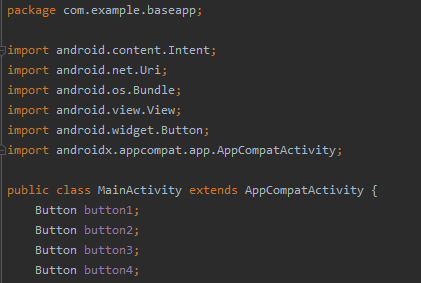 package com.example.baseapp;
import android.content.Intent;
import android.net.Uri;
import android.os.Bundle;
import android.view.View;
import android.widget.Button;
import androidx.appcompat.app.AppCompatActivity;
public class MainActivity extends AppCompatActivity {
    Button button1;
    Button button2;
    Button button3;
    Button button4;